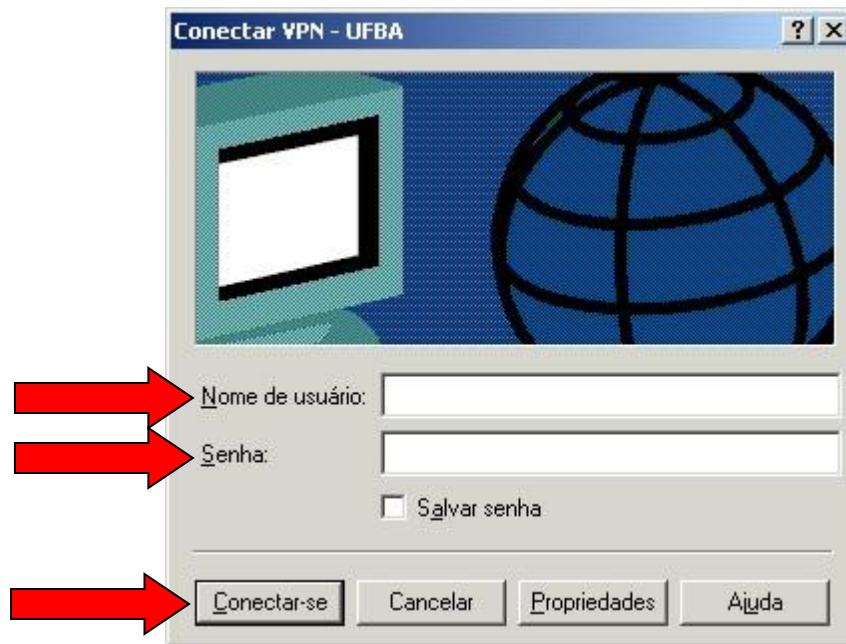 Conectar VPN - UFBA
Nome de usuário:
Senha:
Salvar senha
Conectar-se Cancelar Propriedades Ajuda